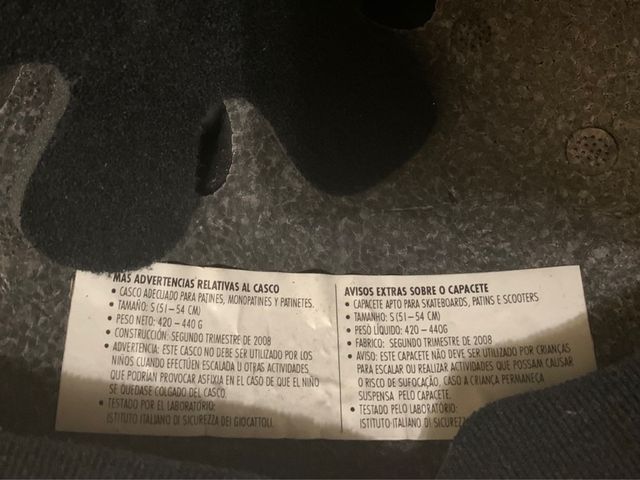 MÁS ADVERTENCIAS RELATIVAS AL CASCO
• CASCO ADECUADO PARA PATINES, MONOPATINES Y PATINETES.
• TAMAÑO: S (51–54 CM)
• PESO NETO: 420–440 G
• CONSTRUCCIÓN: SEGUNDO TRIMESTRE DE 2008
• ADVERTENCIA: ESTE CASCO NO DEBE SER UTILIZADO POR LOS
NIÑOS CUANDO EFECTÚEN ESCALADA U OTRAS ACTIVIDADES
QUE PODRÍAN PROVOCAR ASFIXIA EN EL CASO DE QUE EL NIÑO
SE QUEDASE COLGADO DEL CASCO.
• TESTADO POR EL LABORATÓRIO:
ISTITUTO ITALIANO DI SICUREZZA DEI GIOCATTOLI.
AVISOS EXTRAS SOBRE O CAPACETE
• CAPACETE APTO PARA SKATEBOARDS, PATINS E SCOOTERS
• TAMANHO: S (51–54 CM)
• PESO LÍQUIDO: 420–440G
• FABRICO: SEGUNDO TRIMESTRE DE 2008
• AVISO: ESTE CAPACETE NÃO DEVE SER UTILIZADO POR CRIANÇAS
PARA ESCALAR OU REALIZAR ACTIVIDADES QUE POSSAM CAUSAR
O RISCO DE SUFOCAÇÃO, CASO A CRIANÇA PERMANEÇA
SUSPENSA PELO CAPACETE.
• TESTADO PELO LABORATÓRIO:
ISTITUTO ITALIANO DI SICUREZZA